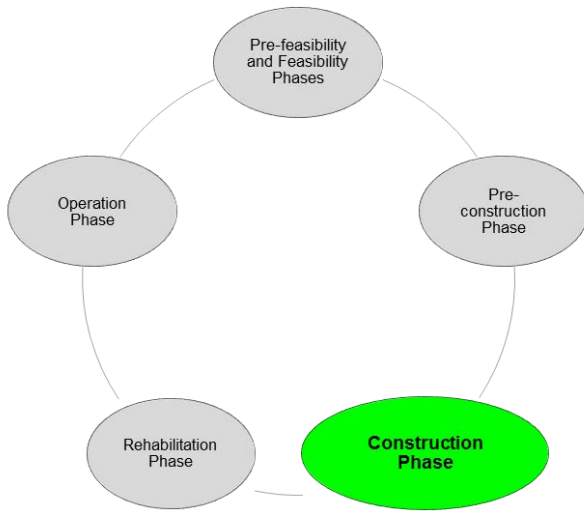 Pre-feasibility
and Feasibility
Phases
Pre-
construction
Phase
Construction
Phase
Rehabilitation
Phase
Operation
Phase